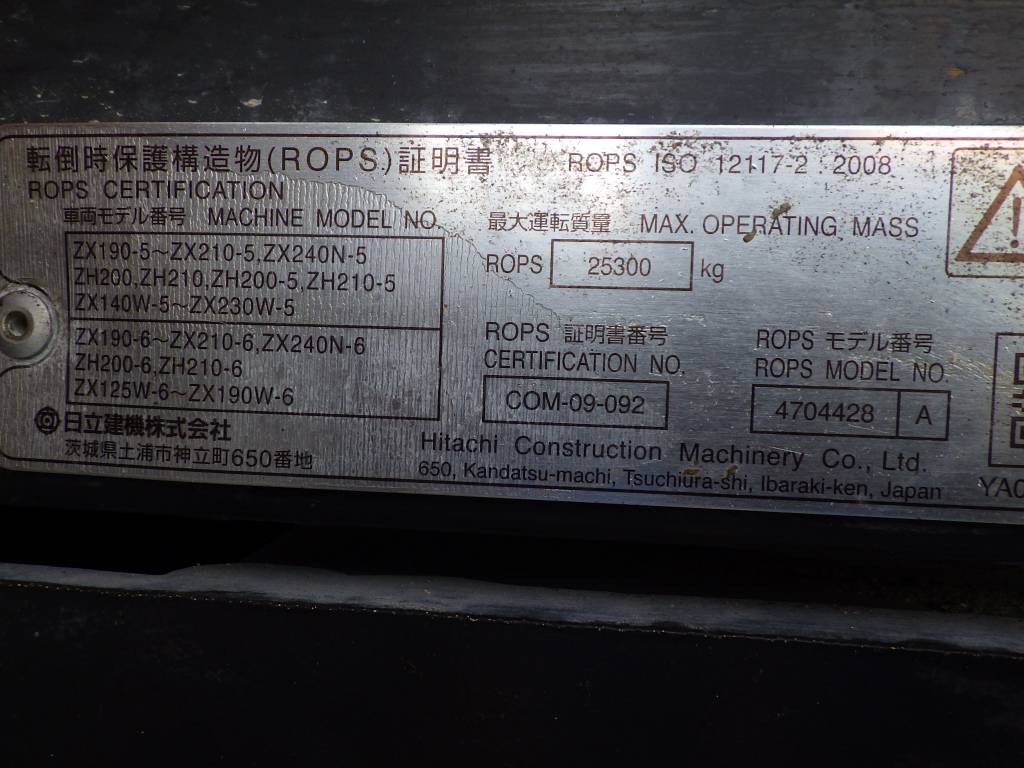 転倒時保護構造物(ROPS)証明書 ROPS ISO 12117-2 : 2008
ROPS CERTIFICATION
車両モデル番号 MACHINE MODEL NO.
ZX190-5～ZX210-5,ZX240N-5
ZH200,ZH210,ZH200-5,ZH210-5
ZX140W-5～ZX230W-5
ZX190-6～ZX210-6,ZX240N-6
ZH200-6,ZH210-6
ZX125W-6～ZX190W-6
最大運転質量 MAX. OPERATING MASS
ROPS 25300 kg
ROPS 証明書番号
CERTIFICATION NO.
COM-09-092
ROPS モデル番号
ROPS MODEL NO.
4704428 A
日立建機株式会社
茨城県土浦市神立町650番地
Hitachi Construction Machinery Co., Ltd.
650, Kandatsu-machi, Tsuchiura-shi, Ibaraki-ken, Japan